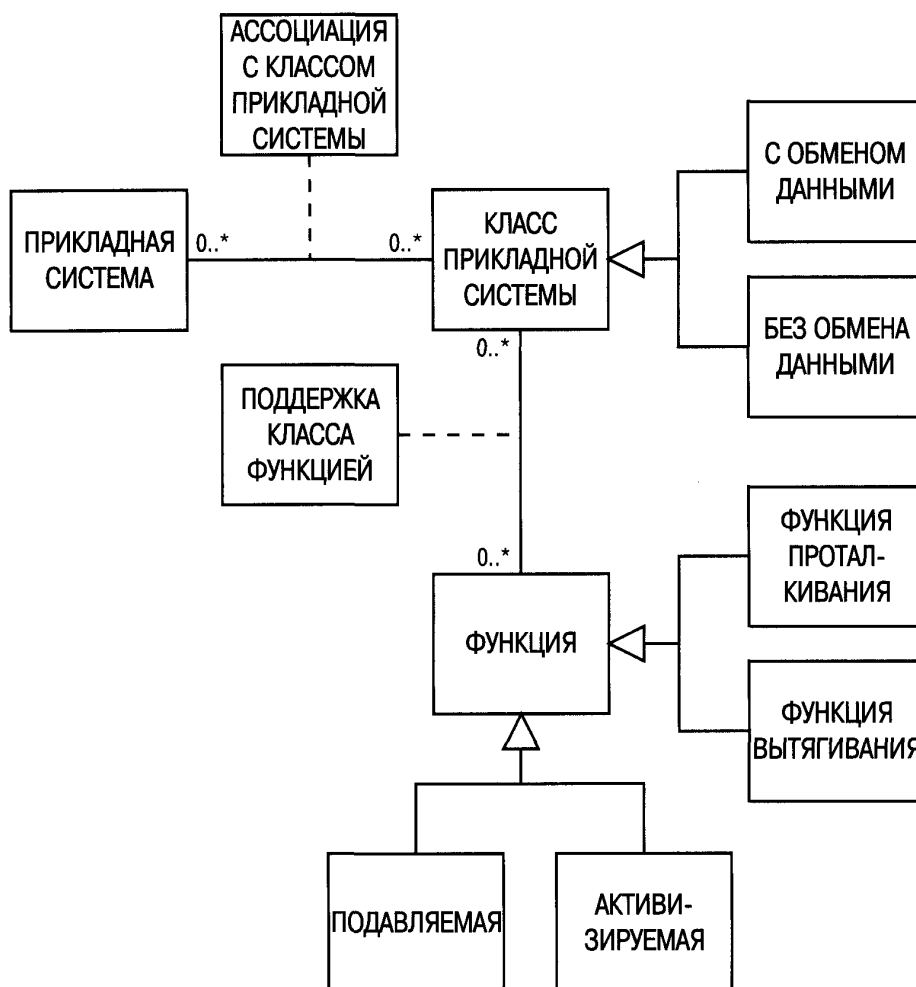 АССОЦИАЦИЯ
С КЛАССОМ
ПРИКЛАДНОЙ
СИСТЕМЫ
С ОБМЕНОМ
ДАННЫМИ
ПРИКЛАДНАЯ
СИСТЕМА
0..*
0..*
КЛАСС
ПРИКЛАДНОЙ
СИСТЕМЫ
БЕЗ ОБМЕНА
ДАННЫМИ
0..*
ПОДДЕРЖКА
КЛАССА
ФУНКЦИЕЙ
0..*
ФУНКЦИЯ
ПРОТАЛ-
КИВАНИЯ
ФУНКЦИЯ
ФУНКЦИЯ
ВЫТЯГИВАНИЯ
ПОДАВЛЯЕМАЯ
АКТИВИ-
ЗИРУЕМАЯ